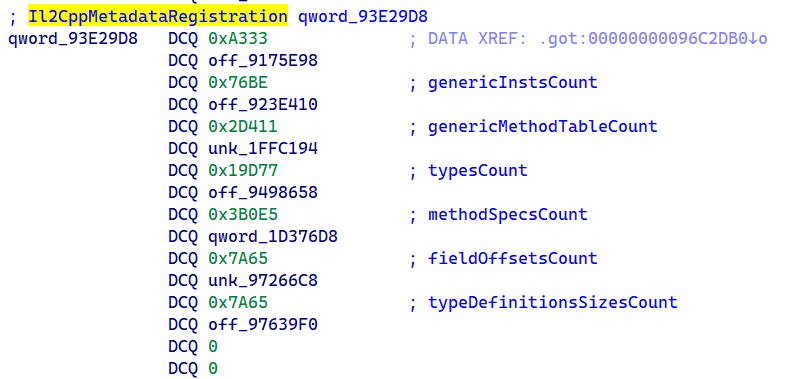 ; Il2CppMetadataRegistration qword_93E29D8
qword_93E29D8 DCQ 0xA333 ; DATA XREF: .got:00000000096C2DB0↓o
DCQ off_9175E98
DCQ 0x76BE ; genericInstsCount
DCQ off_923E410
DCQ 0x2D411 ; genericMethodTableCount
DCQ unk_1FFC194
DCQ 0x19D77 ; typesCount
DCQ off_9498658
DCQ 0x3B0E5 ; methodSpecsCount
DCQ qword_1D376D8
DCQ 0x7A65 ; fieldOffsetsCount
DCQ unk_97266C8
DCQ 0x7A65 ; typeDefinitionsSizesCount
DCQ off_97639F0
DCQ 0
DCQ 0